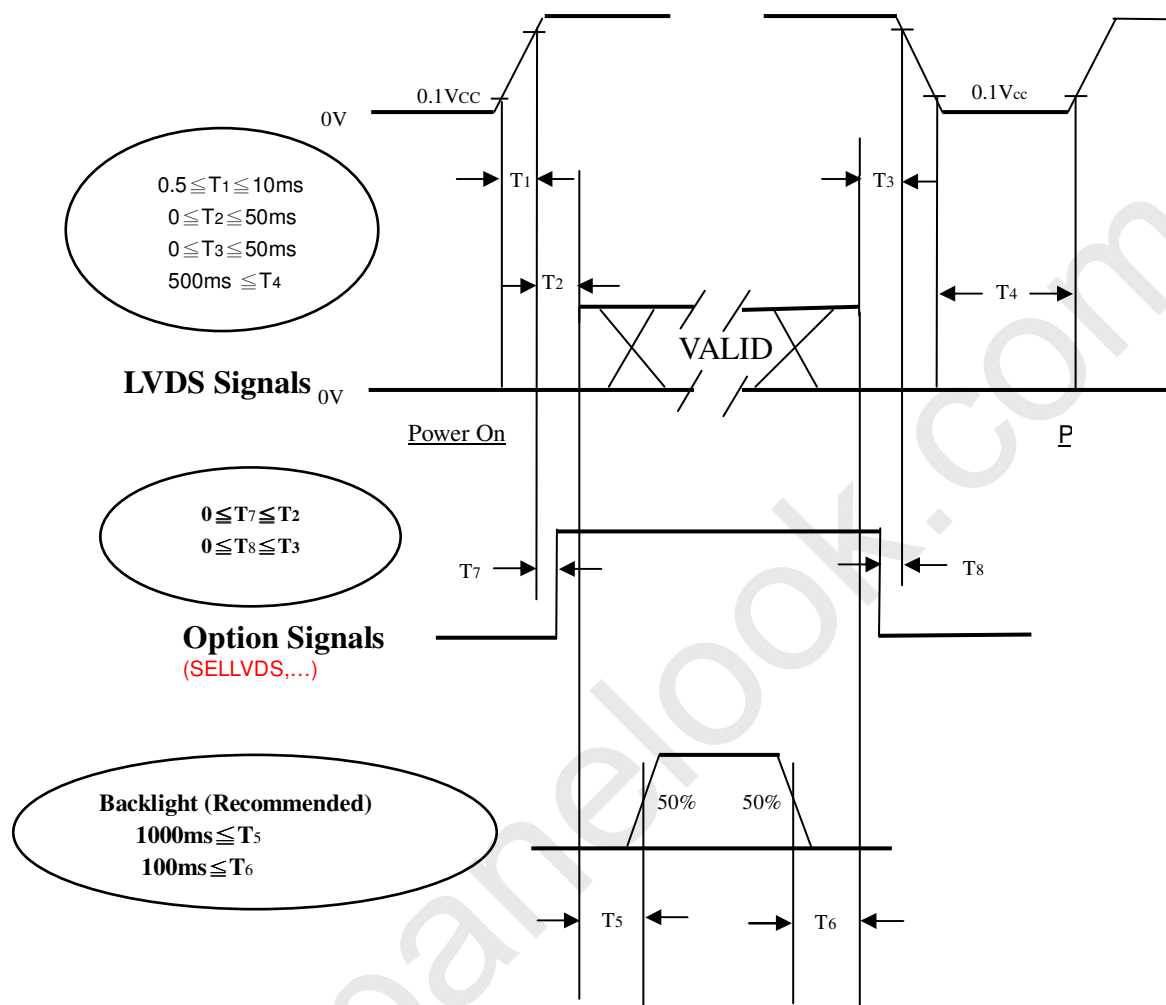 0.1VCC
0.1Vcc
0V
0.5≦T1≦10ms
0≦T2≦50ms
0≦T3≦50ms
500ms ≦T4
T1
T3
T2
T4
VALID
LVDS Signals
0V
Power On
P
0≦T7≦T2
0≦T8≦T3
T7
T8
Option Signals
(SELLVDS,…)
Backlight (Recommended)
1000ms≦T5
100ms≦T6
50%
50%
T5
T6
panelook.com